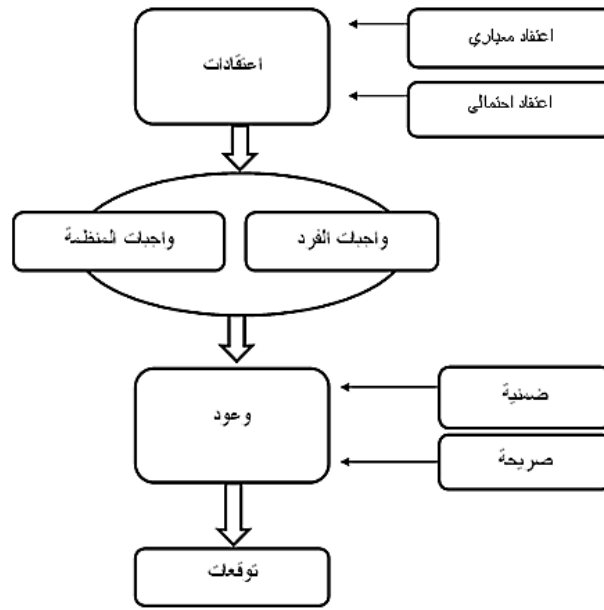 اعتقاد معياري
اعتقادات
اعتقاد احتمالي
واجبات الفرد
واجبات المنظمة
ضمنية
وعود
صريحة
توقعات